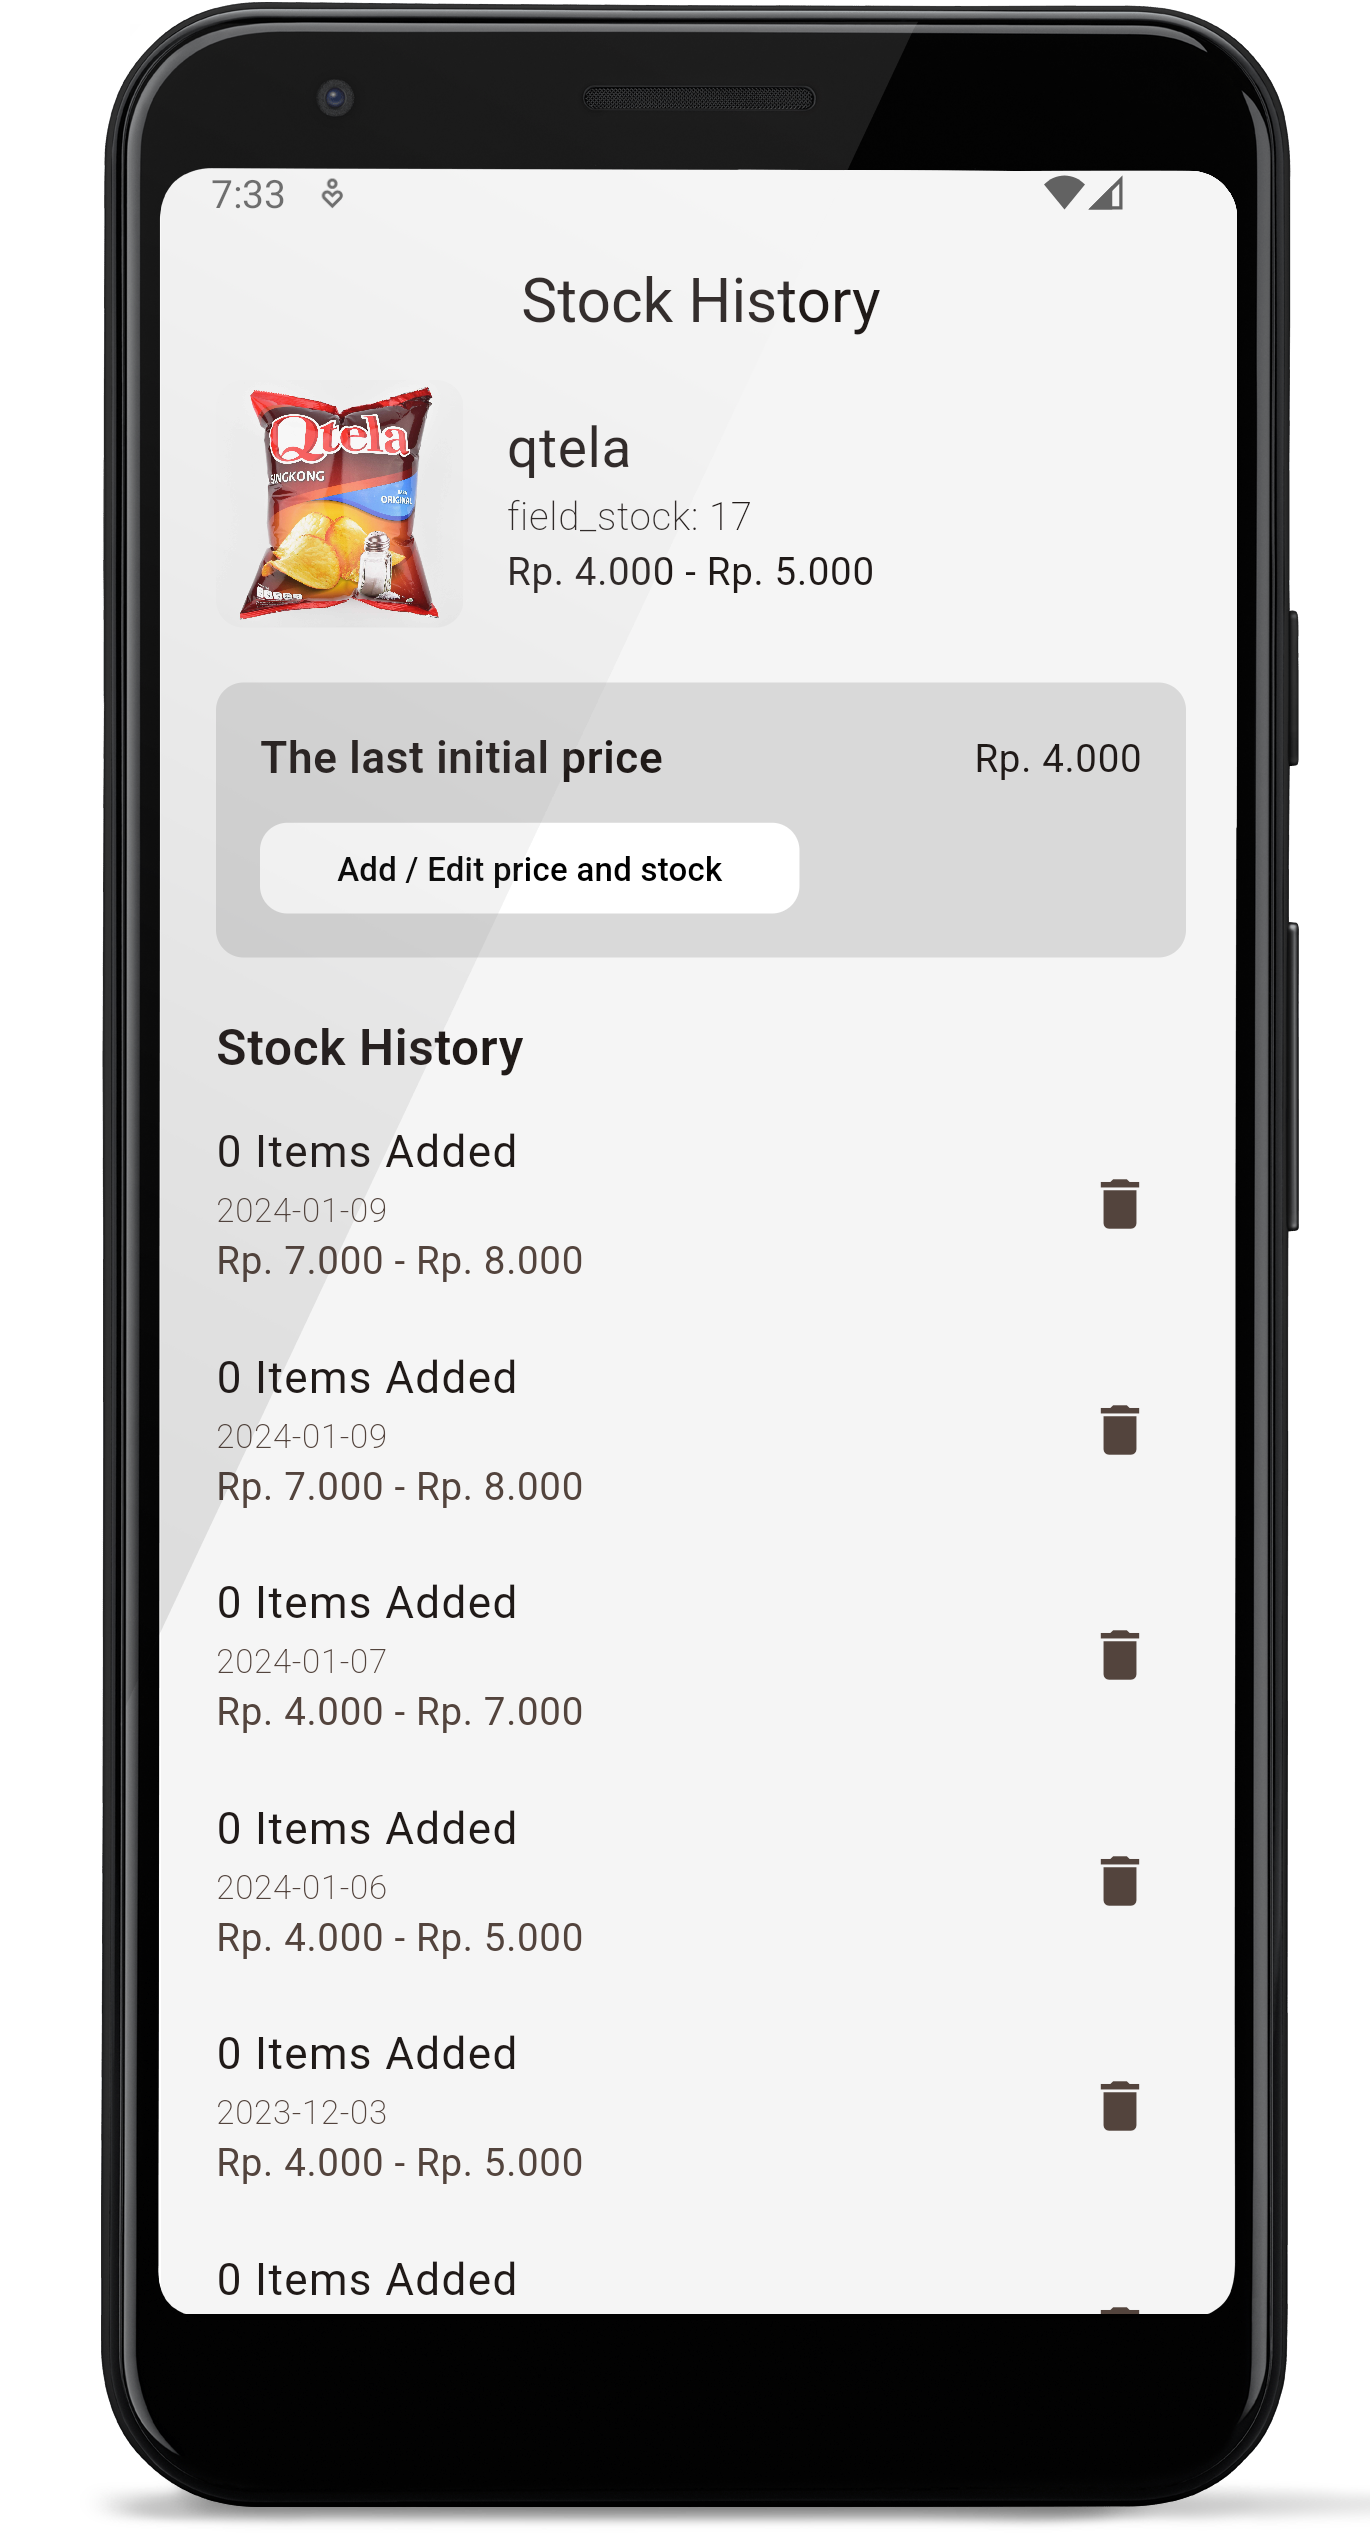 7:33
Stock History
Qtela
SINGKONG
ORIGINAL
qtela
field_stock: 17
Rp. 4.000 - Rp. 5.000
The last initial price
Rp. 4.000
Add / Edit price and stock
Stock History
0 Items Added
2024-01-09
Rp. 7.000 - Rp. 8.000
0 Items Added
2024-01-09
Rp. 7.000 - Rp. 8.000
0 Items Added
2024-01-07
Rp. 4.000 - Rp. 7.000
0 Items Added
2024-01-06
Rp. 4.000 - Rp. 5.000
0 Items Added
2023-12-03
Rp. 4.000 - Rp. 5.000
0 Items Added